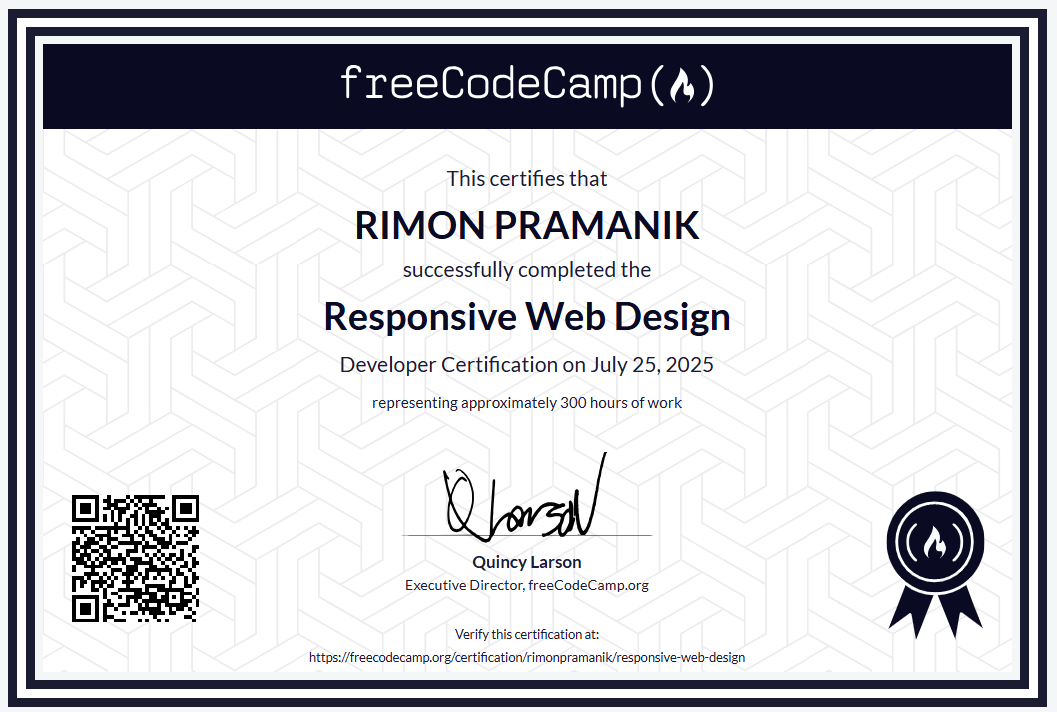 freeCodeCamp
This certifies that
RIMON PRAMANIK
successfully completed the
Responsive Web Design
Developer Certification on July 25, 2025
representing approximately 300 hours of work
Q Larson
Quincy Larson
Executive Director, freeCodeCamp.org
Verify this certification at:
https://freecodecamp.org/certification/rimonpramanik/responsive-web-design